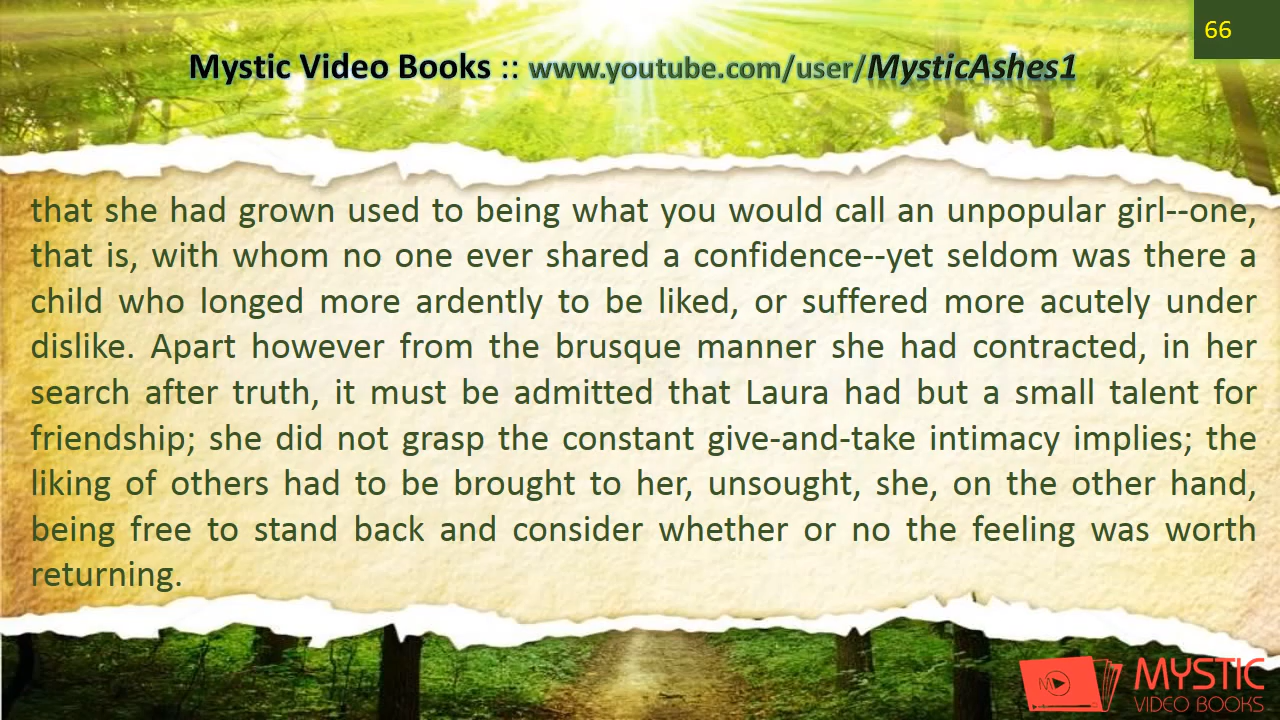 66
Mystic Video Books :: www.youtube.com/user/MysticAshes1
that she had grown used to being what you would call an unpopular girl--one,
that is, with whom no one ever shared a confidence--yet seldom was there a
child who longed more ardently to be liked, or suffered more acutely under
dislike. Apart however from the brusque manner she had contracted, in her
search after truth, it must be admitted that Laura had but a small talent for
friendship; she did not grasp the constant give-and-take intimacy implies; the
liking of others had to be brought to her, unsought, she, on the other hand,
being free to stand back and consider whether or no the feeling was worth
returning.
MYSTIC
VIDEO BOOKS